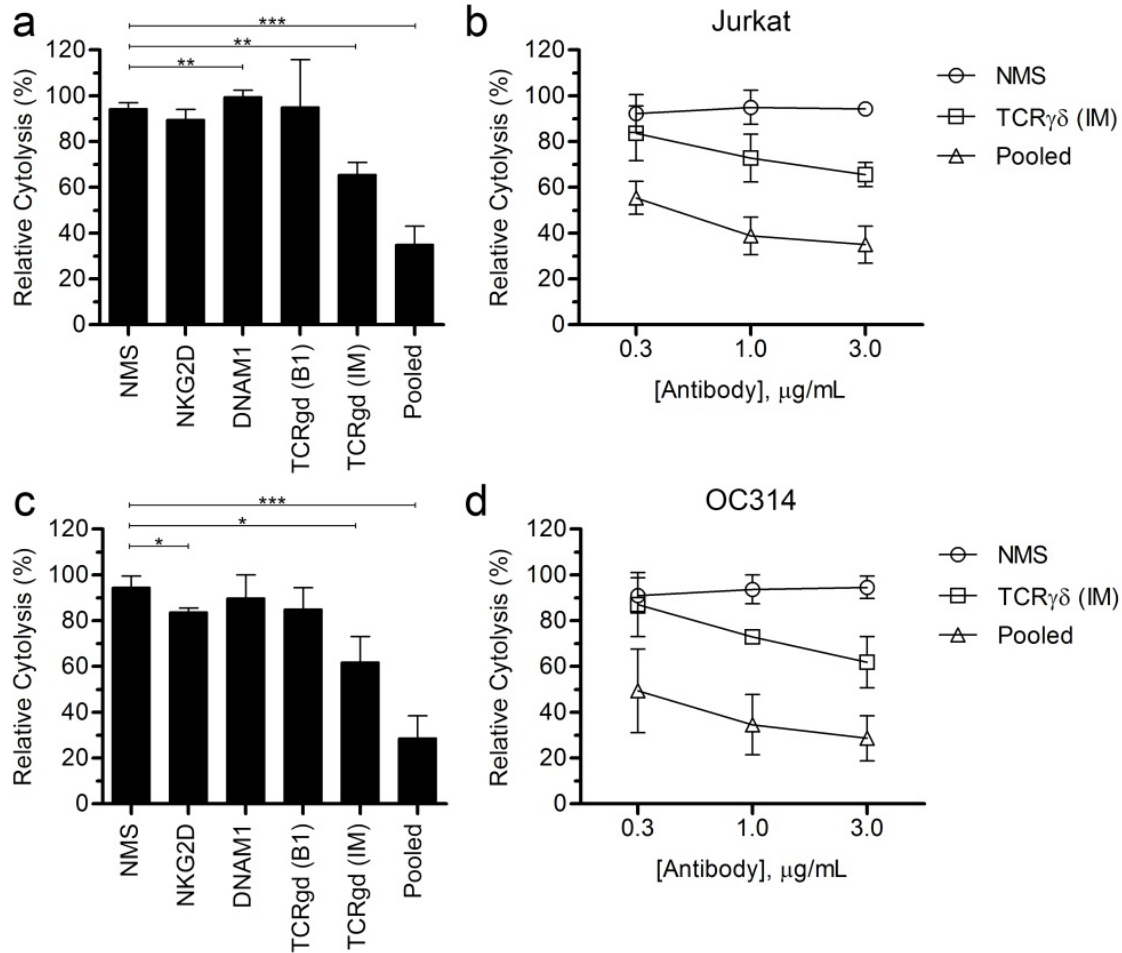 a
***
**
**
Relative Cytolysis (%)
120
100
80
60
40
20
0
NMS
NKG2D
DNAM1
TCRgd (B1)
TCRgd (IM)
Pooled
b
Jurkat
Relative Cytolysis (%)
120
100
80
60
40
20
0
0.3 1.0 3.0
[Antibody], μg/mL
NMS
TCRγδ (IM)
Pooled
c
***
*
*
Relative Cytolysis (%)
120
100
80
60
40
20
0
NMS
NKG2D
DNAM1
TCRgd (B1)
TCRgd (IM)
Pooled
d
OC314
Relative Cytolysis (%)
120
100
80
60
40
20
0
0.3 1.0 3.0
[Antibody], μg/mL
NMS
TCRγδ (IM)
Pooled